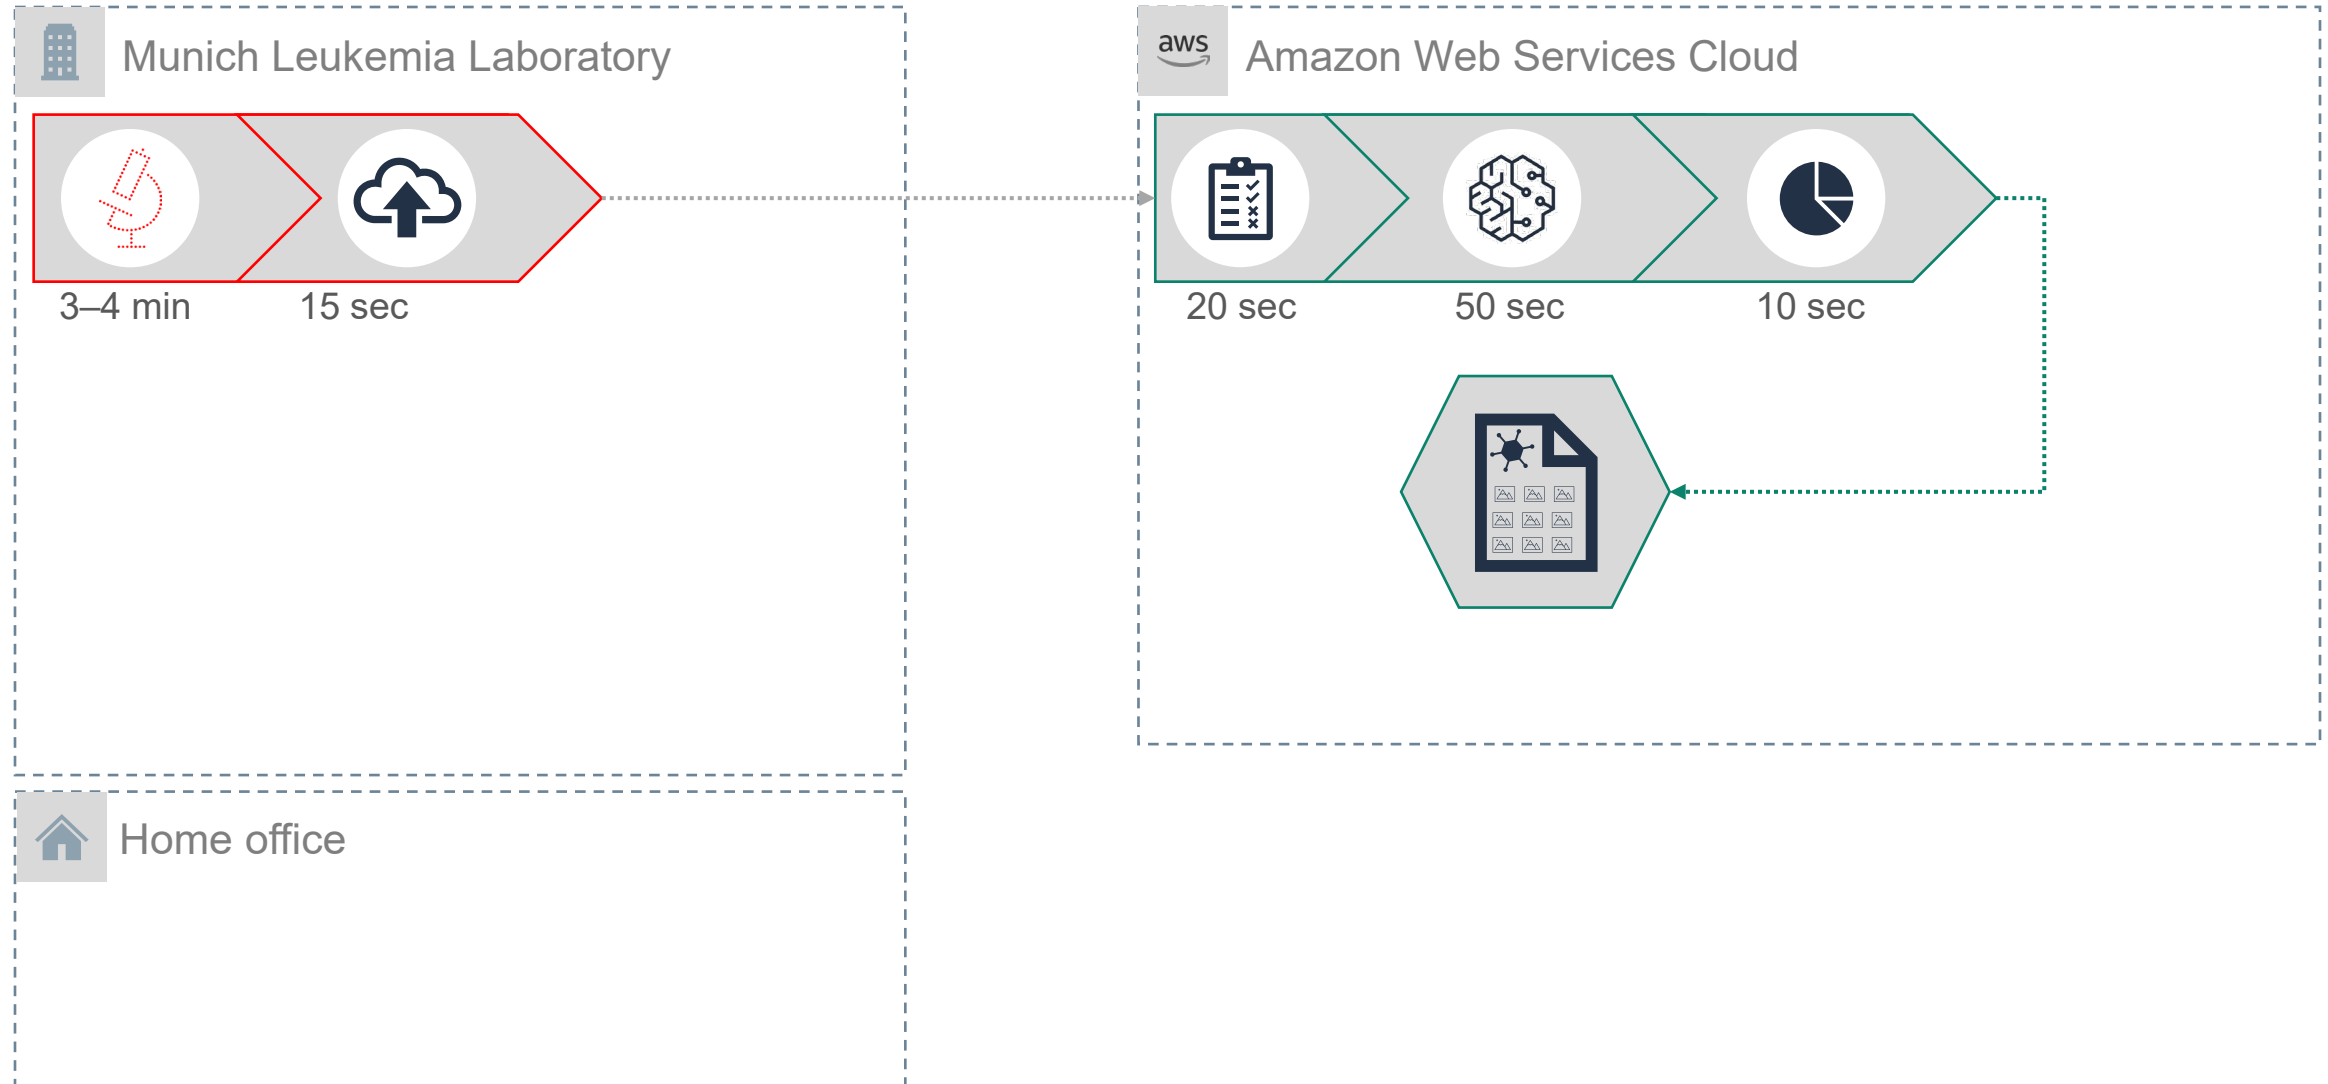 Munich Leukemia Laboratory
3–4 min
15 sec
aws
Amazon Web Services Cloud
20 sec
50 sec
10 sec
Home office